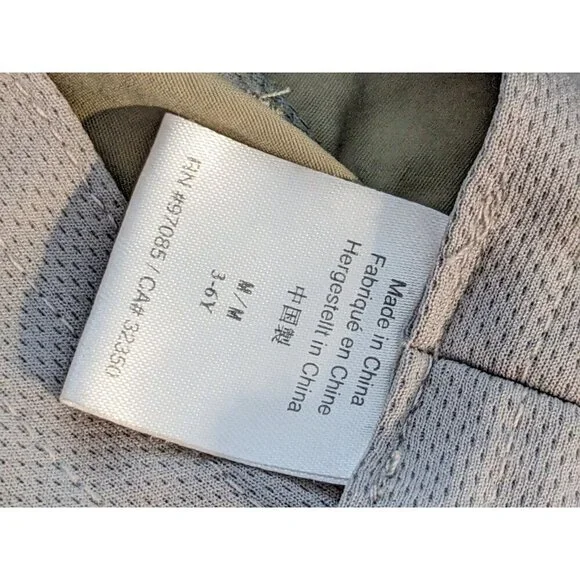 Made in China
Fabriqué en Chine
Hergestellt in China
中国製
M/M
3-6Y
RN #97085 / CA# 32350